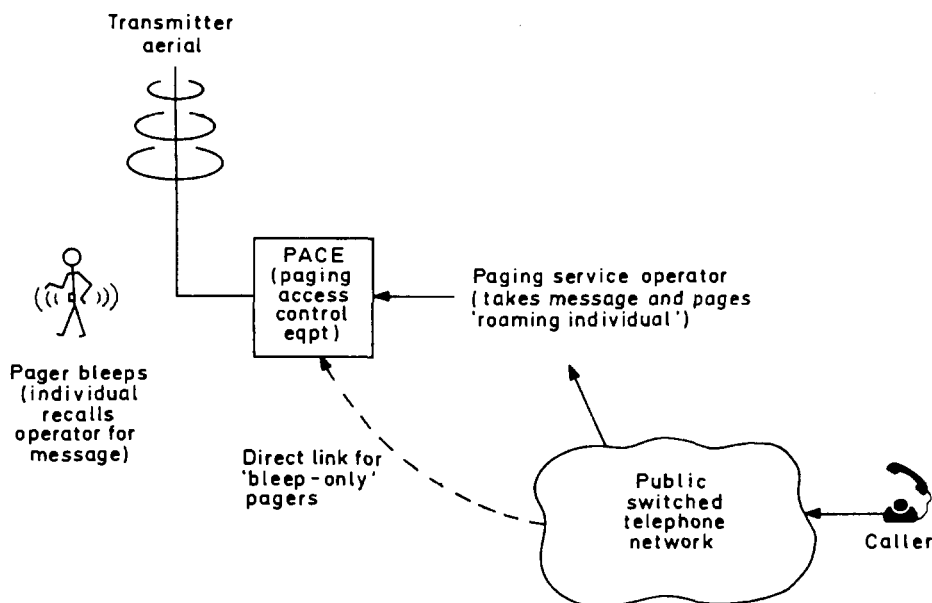 Transmitter
aerial
PACE
(paging
access
control
eqpt)
Paging service operator
(takes message and pages
'roaming individual')
Pager bleeps
(individual
recalls
operator for
message)
Direct link for
'bleep-only'
pagers
Public
switched
telephone
network
Caller